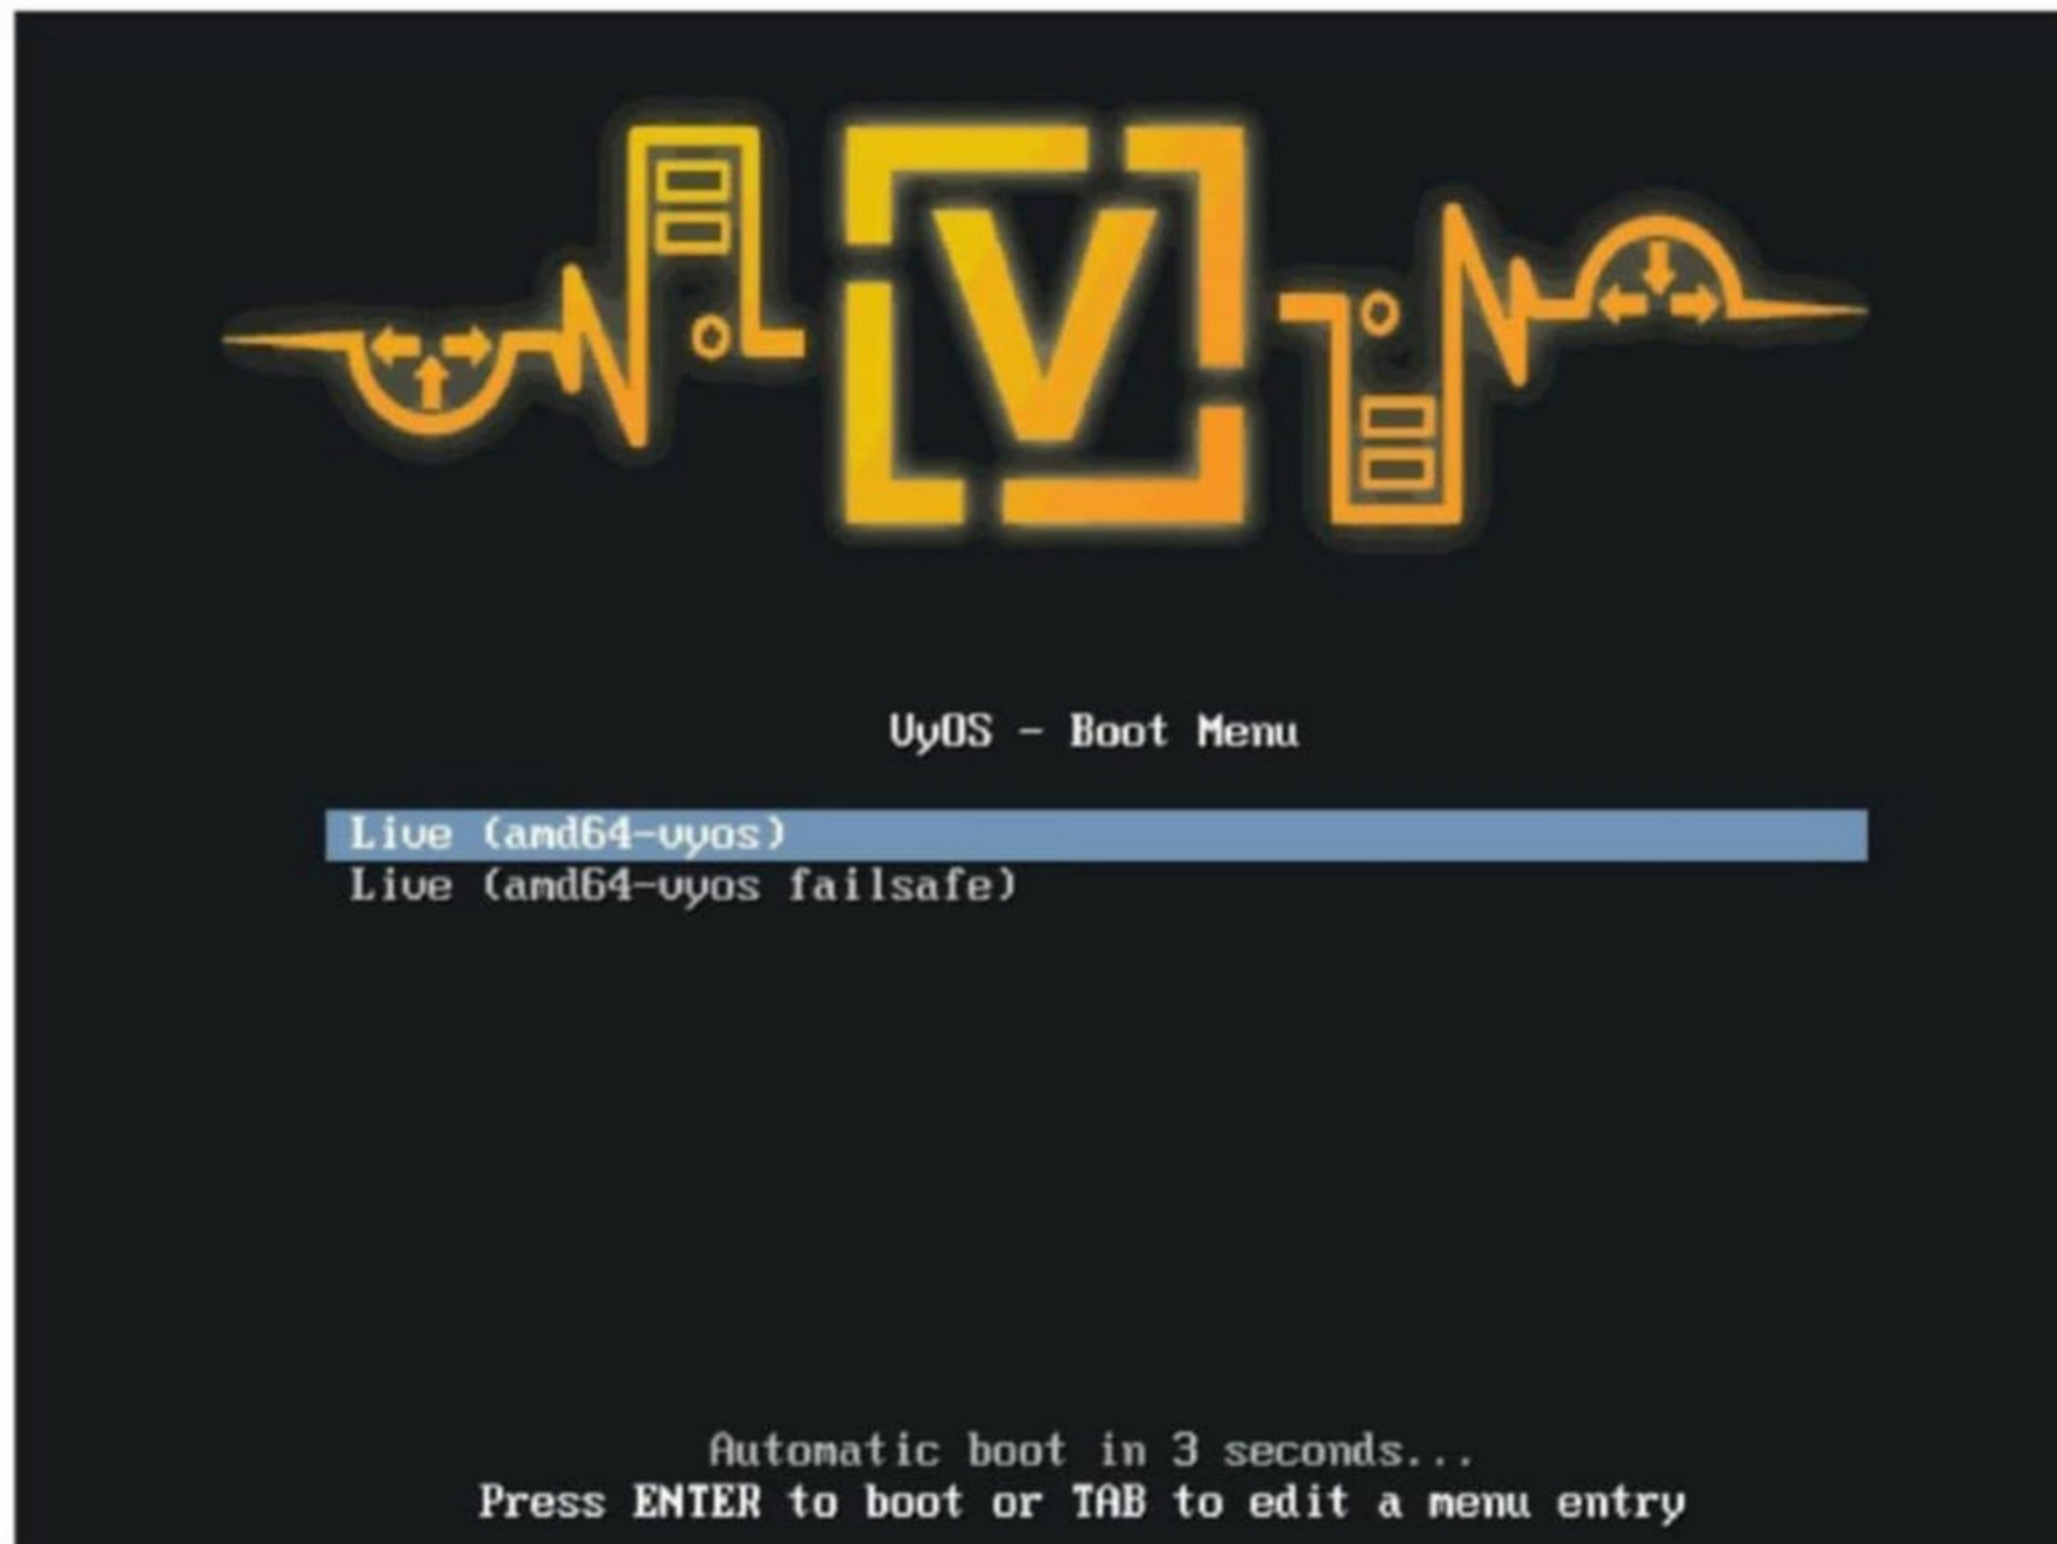 V
VyOS - Boot Menu
Live (amd64-vyos)
Live (amd64-vyos failsafe)
Automatic boot in 3 seconds...
Press ENTER to boot or TAB to edit a menu entry